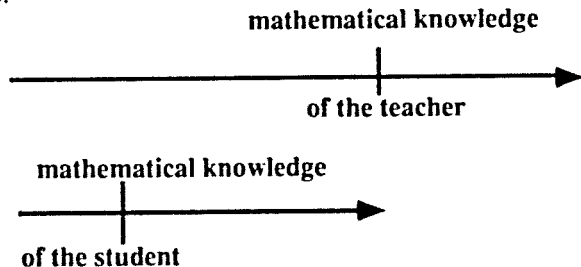 mathematical knowledge
of the teacher
mathematical knowledge
of the student